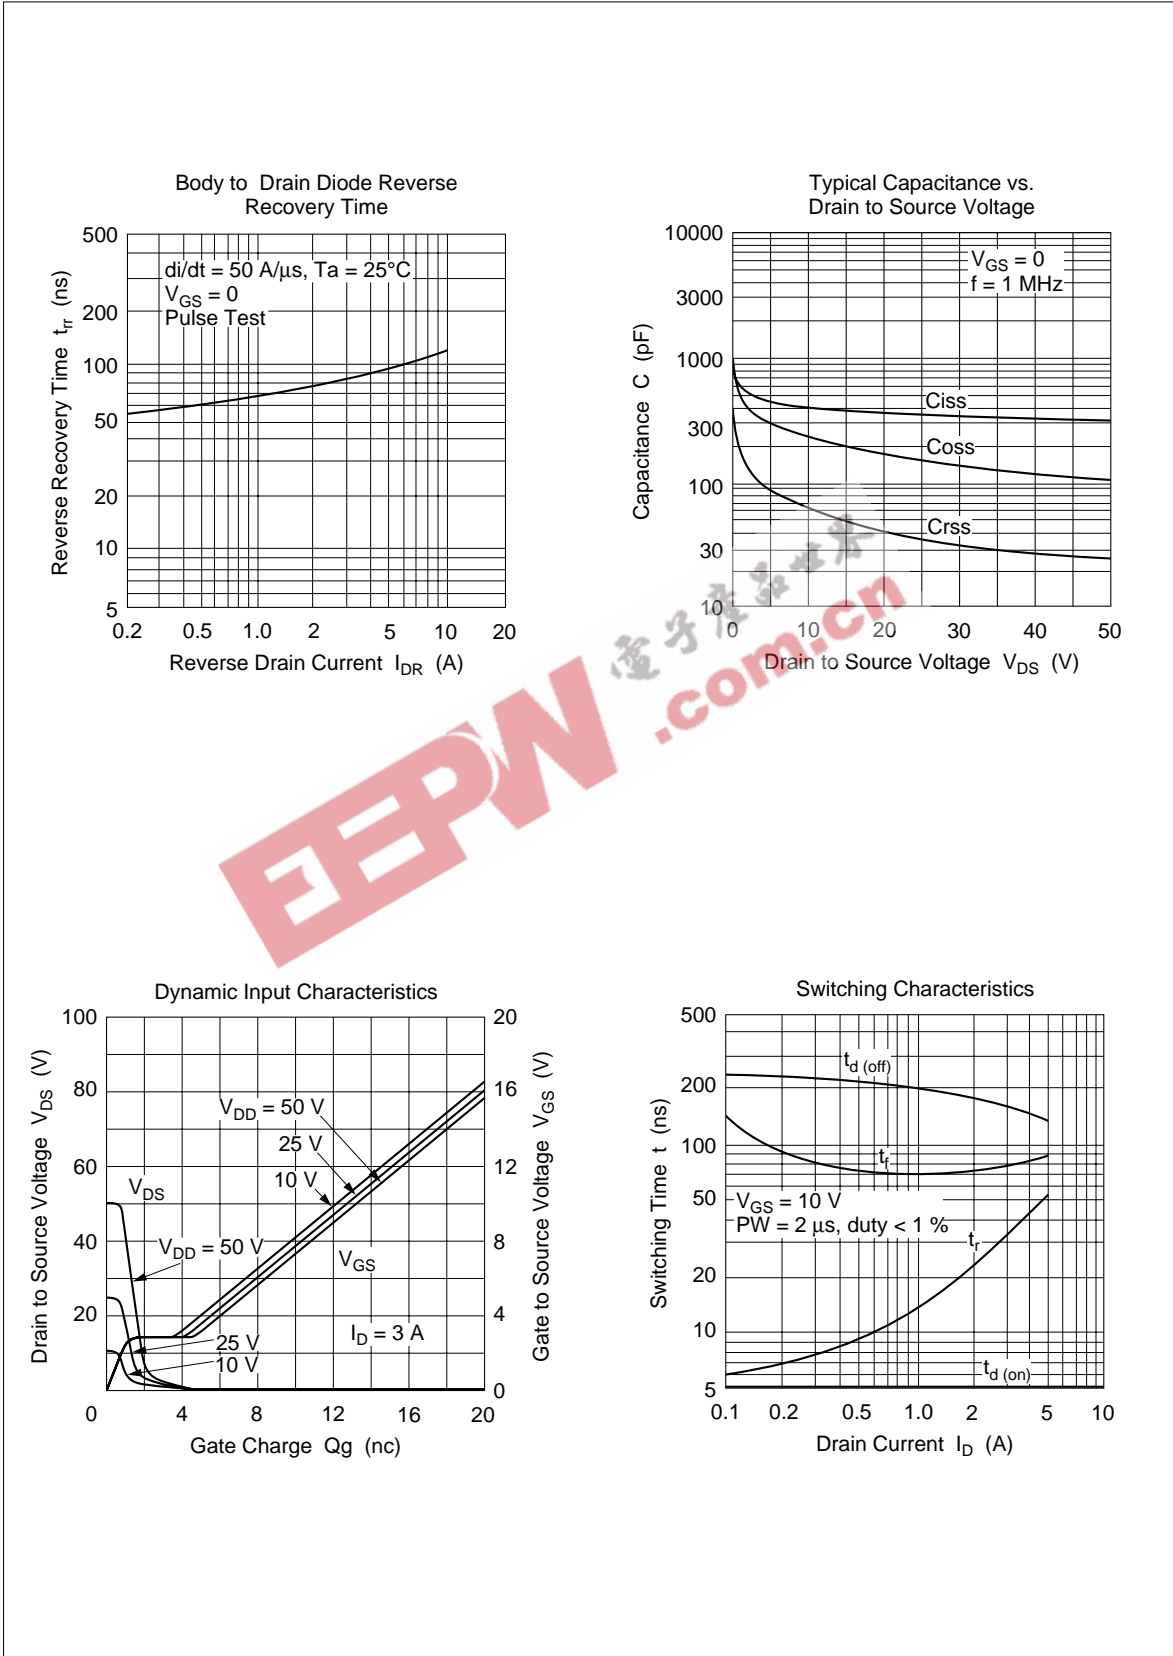 Body to Drain Diode Reverse
Recovery Time
Reverse Recovery Time trr (ns)
500
200
100
50
20
10
5
di/dt = 50 A/µs, Ta = 25°C
VGS = 0
Pulse Test
0.2 0.5 1.0 2 5 10 20
Reverse Drain Current IDR (A)
Typical Capacitance vs.
Drain to Source Voltage
Capacitance C (pF)
10000
3000
1000
300
100
30
10
VGS = 0
f = 1 MHz
Ciss
Coss
Crss
0 10 20 30 40 50
Drain to Source Voltage VDS (V)
電子產品世界
EEPW
.com.cn
Dynamic Input Characteristics
Drain to Source Voltage VDS (V)
100
80
60
40
20
0
VDD = 50 V
25 V
10 V
VDS
VDD = 50 V
VGS
ID = 3 A
25 V
10 V
20
16
12
8
4
0
Gate to Source Voltage VGS (V)
4 8 12 16 20
Gate Charge Qg (nc)
Switching Characteristics
Switching Time t (ns)
500
200
100
50
20
10
5
td (off)
tf
VGS = 10 V
PW = 2 µs, duty < 1 %
tr
td (on)
0.1 0.2 0.5 1.0 2 5 10
Drain Current ID (A)